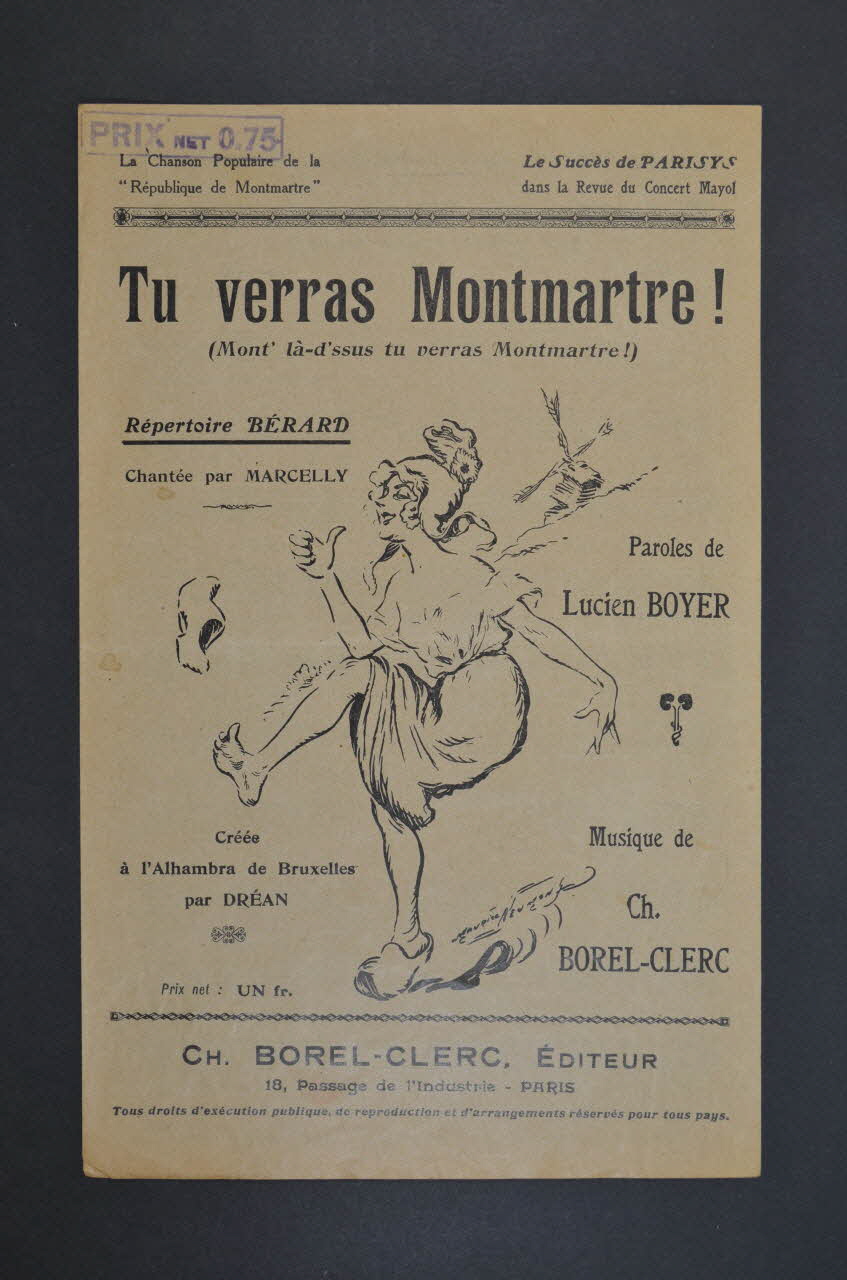 PRIX NET 0.75
La Chanson Populaire de la
"République de Montmartre"
Le Succès de PARISYS
dans la Revue du Concert Mayol
Tu verras Montmartre !
(Mont' là-d'ssus tu verras Montmartre!)
Répertoire BÉRARD
Chantée par MARCELLY
Paroles de
Lucien BOYER
Créée
à l'Alhambra de Bruxelles
par DRÉAN
Musique de
Ch.
BOREL-CLERC
Prix net : UN fr.
CH. BOREL-CLERC, ÉDITEUR
18, Passage de l'Industrie - PARIS
Tous droits d'exécution publique, de reproduction et d'arrangements réservés pour tous pays.